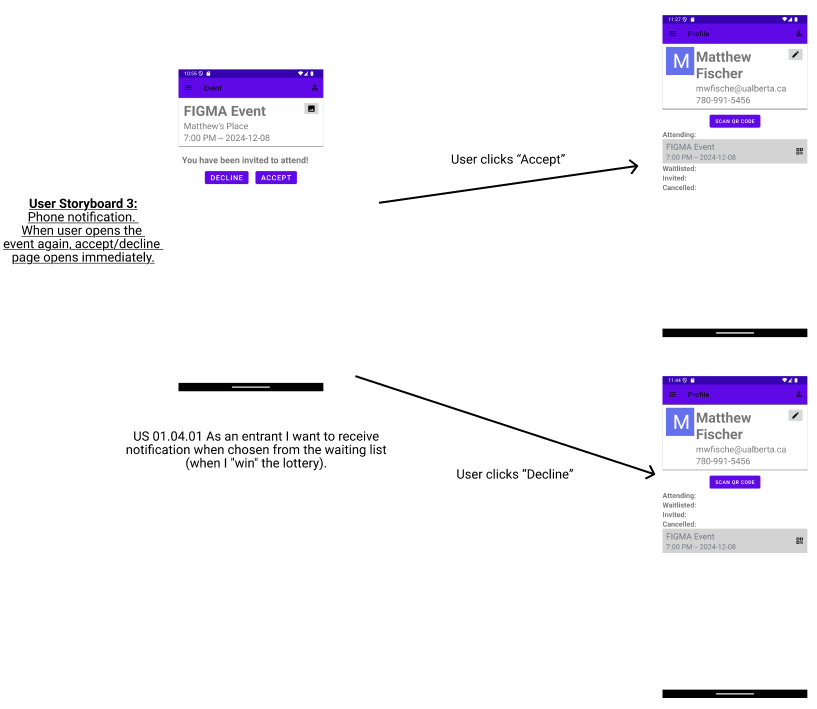 User Storyboard 3:
Phone notification.
When user opens the
event again, accept/decline
page opens immediately.
10:55
Event
FIGMA Event
Matthew's Place
7:00 PM – 2024-12-08
You have been invited to attend!
DECLINE ACCEPT
US 01.04.01 As an entrant I want to receive
notification when chosen from the waiting list
(when I "win" the lottery).
User clicks “Accept”
11:27
Profile
M
Matthew
Fischer
mwfische@ualberta.ca
780-991-5456
SCAN QR CODE
Attending:
FIGMA Event
7:00 PM – 2024-12-08
Waitlisted:
Invited:
Cancelled:
User clicks “Decline”
11:44
Profile
M
Matthew
Fischer
mwfische@ualberta.ca
780-991-5456
SCAN QR CODE
Attending:
Waitlisted:
Invited:
Cancelled:
FIGMA Event
7:00 PM – 2024-12-08